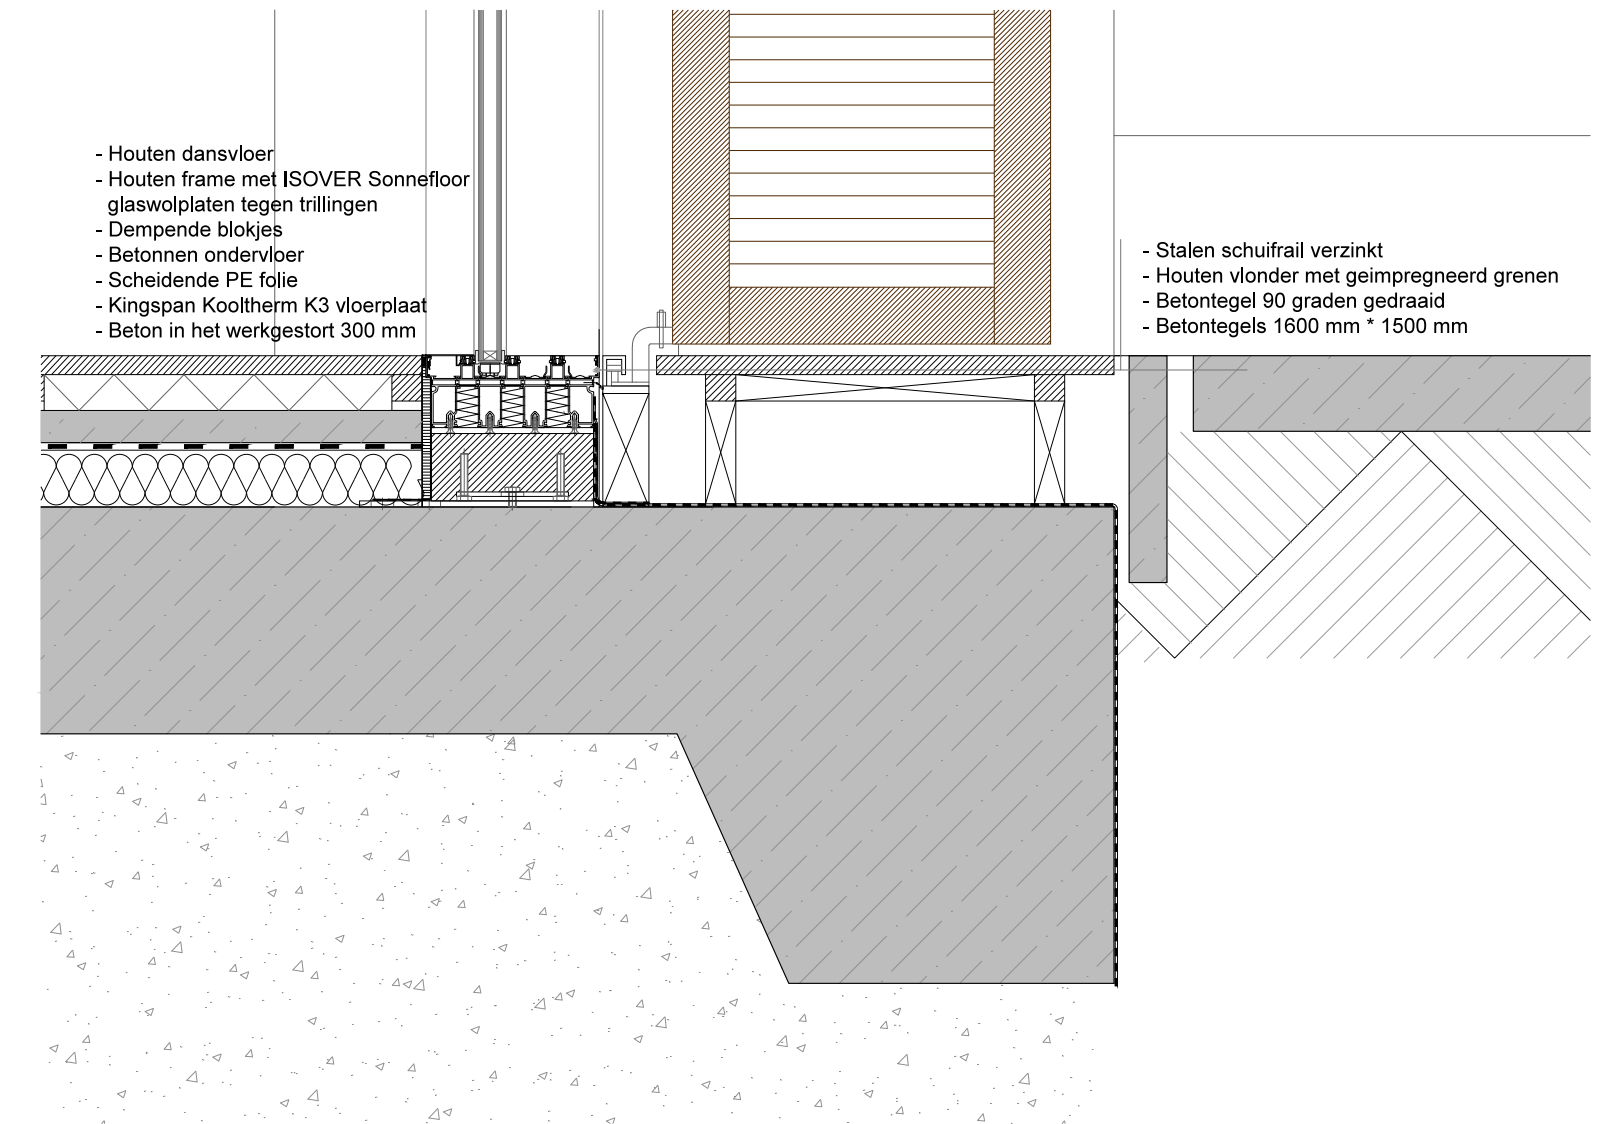 - Houten dansvloer
- Houten frame met ISOVER Sonnefloor
glaswolplaten tegen trillingen
- Dempende blokjes
- Betonnen ondervloer
- Scheidende PE folie
- Kingspan Kooltherm K3 vloerplaat
- Beton in het werkgestort 300 mm
- Stalen schuifrail verzinkt
- Houten vlonder met geimpregneerd grenen
- Betontegel 90 graden gedraaid
- Betontegels 1600 mm * 1500 mm